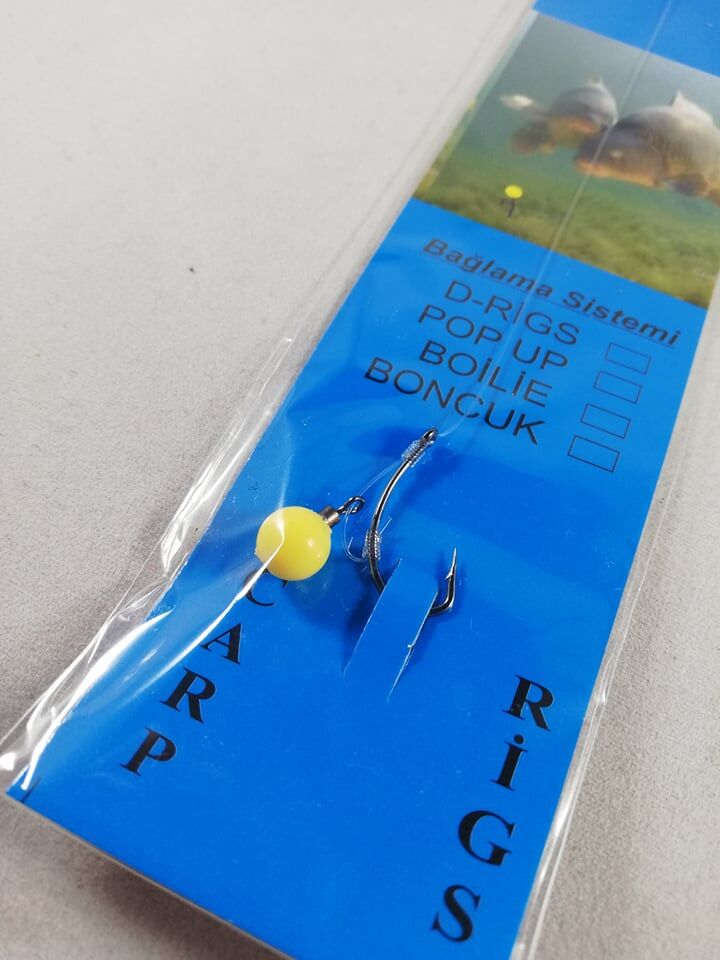 Bağlama Sistemi
D-RİGS
POP UP
BOİLİE
BONCUK
CARP
RİGS